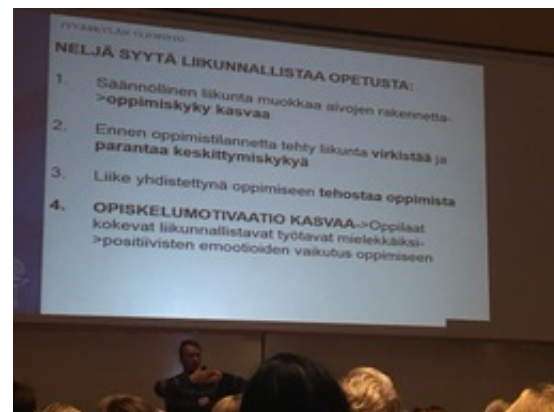 JYVÄSKYLÄN YLIOPISTO
NELJÄ SYYTÄ LIIKUNNALLISTAA OPETUSTA:
1. Säännöllinen liikunta muokkaa aivojen rakennetta-
>oppimiskyky kasvaa
2. Ennen oppimistilannetta tehty liikunta virkistää ja
parantaa keskittymiskykyä
3. Liike yhdistettynä oppimiseen tehostaa oppimista
4. OPISKELUMOTIVAATIO KASVAA->Oppilaat
kokevat liikunnallistavat työtavat mielekkäiksi-
>positiivisten emootioiden vaikutus oppimiseen